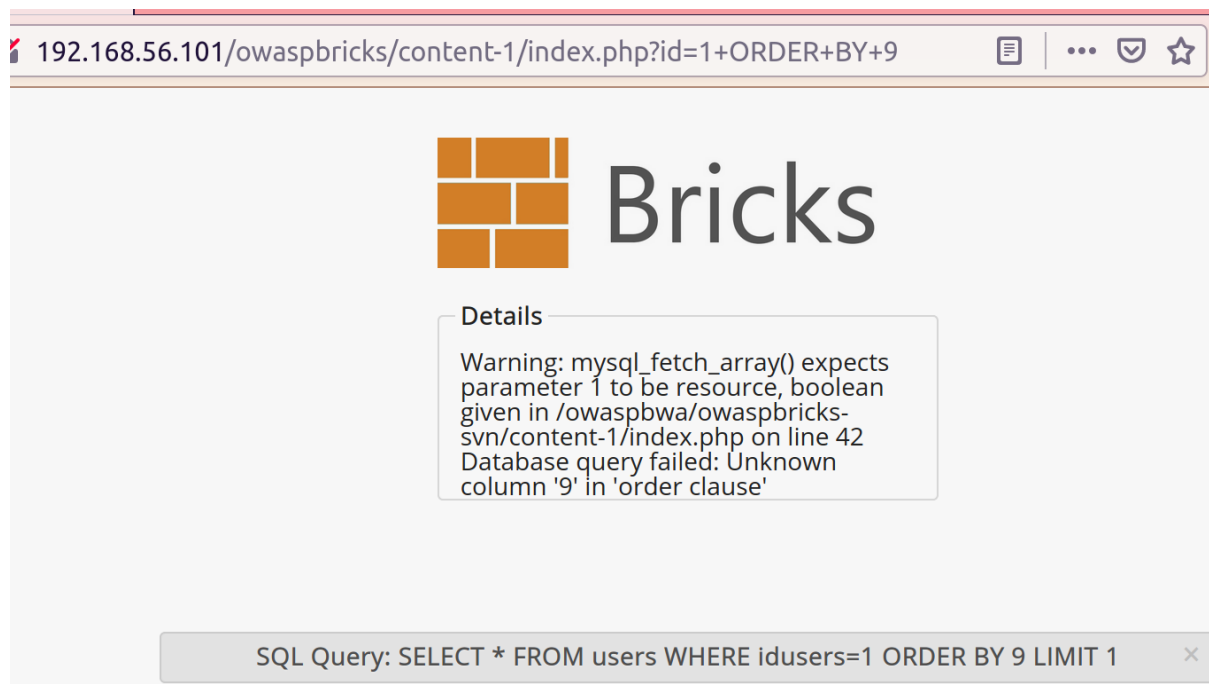 192.168.56.101/owaspbricks/content-1/index.php?id=1+ORDER+BY+9
Bricks
Details
Warning: mysql_fetch_array() expects
parameter 1 to be resource, boolean
given in /owaspbwa/owaspbricks-
svn/content-1/index.php on line 42
Database query failed: Unknown
column '9' in 'order clause'
SQL Query: SELECT * FROM users WHERE idusers=1 ORDER BY 9 LIMIT 1 ×